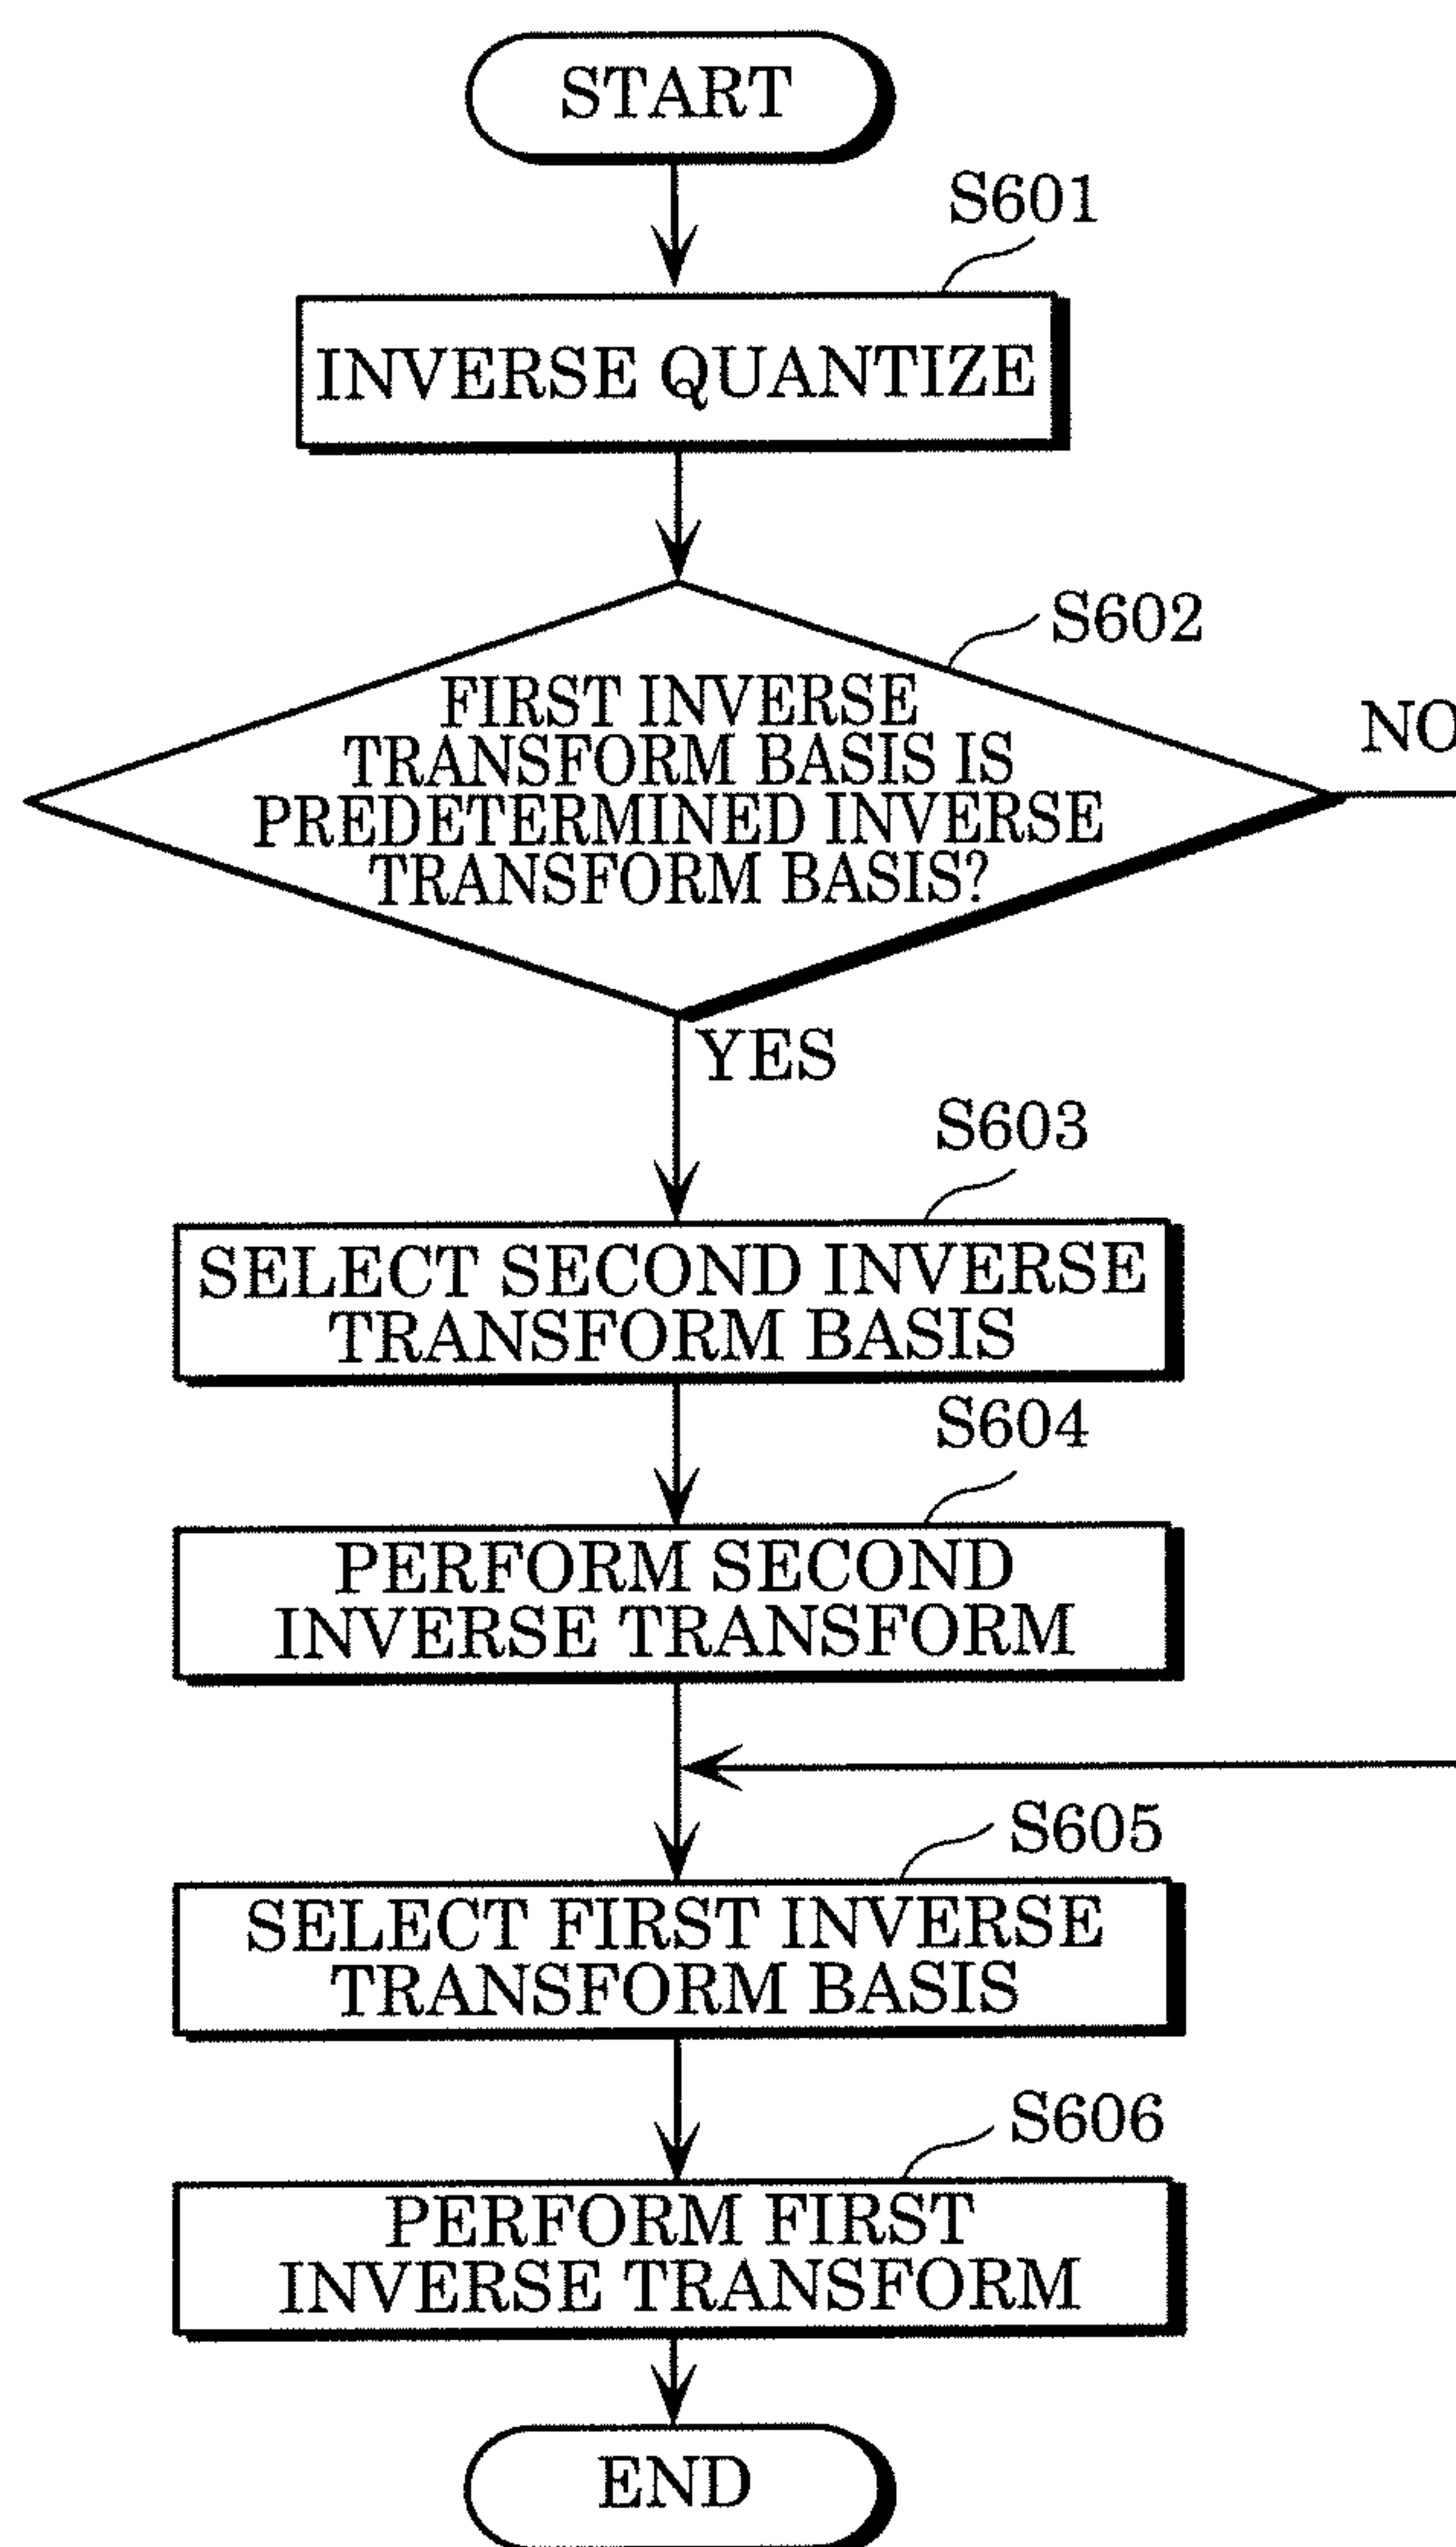 START
S601
INVERSE QUANTIZE
S602
FIRST INVERSE
TRANSFORM BASIS IS
PREDETERMINED INVERSE
TRANSFORM BASIS?
NO
YES
S603
SELECT SECOND INVERSE
TRANSFORM BASIS
S604
PERFORM SECOND
INVERSE TRANSFORM
S605
SELECT FIRST INVERSE
TRANSFORM BASIS
S606
PERFORM FIRST
INVERSE TRANSFORM
END